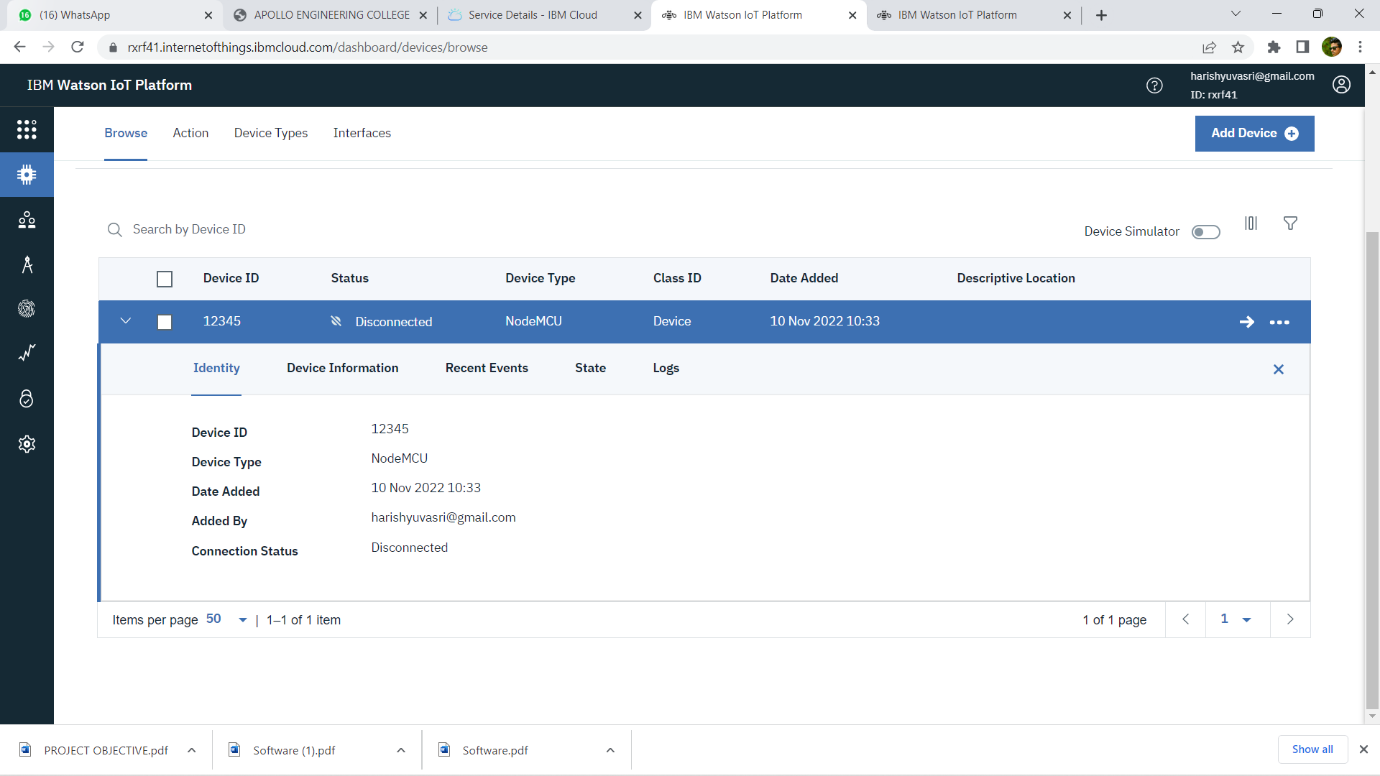 (16) WhatsApp
APOLLO ENGINEERING COLLEGE
Service Details - IBM Cloud
IBM Watson IoT Platform
IBM Watson IoT Platform
rxrf41.internetofthings.ibmcloud.com/dashboard/devices/browse
IBM Watson IoT Platform
harishyuvasri@gmail.com
ID: rxrf41
Browse Action Device Types Interfaces
Add Device
Search by Device ID
Device Simulator
Device ID Status Device Type Class ID Date Added Descriptive Location
12345 Disconnected NodeMCU Device 10 Nov 2022 10:33
Identity Device Information Recent Events State Logs
Device ID 12345
Device Type NodeMCU
Date Added 10 Nov 2022 10:33
Added By harishyuvasri@gmail.com
Connection Status Disconnected
Items per page 50 | 1–1 of 1 item
1 of 1 page
1
PROJECT OBJECTIVE.pdf
Software (1).pdf
Software.pdf
Show all